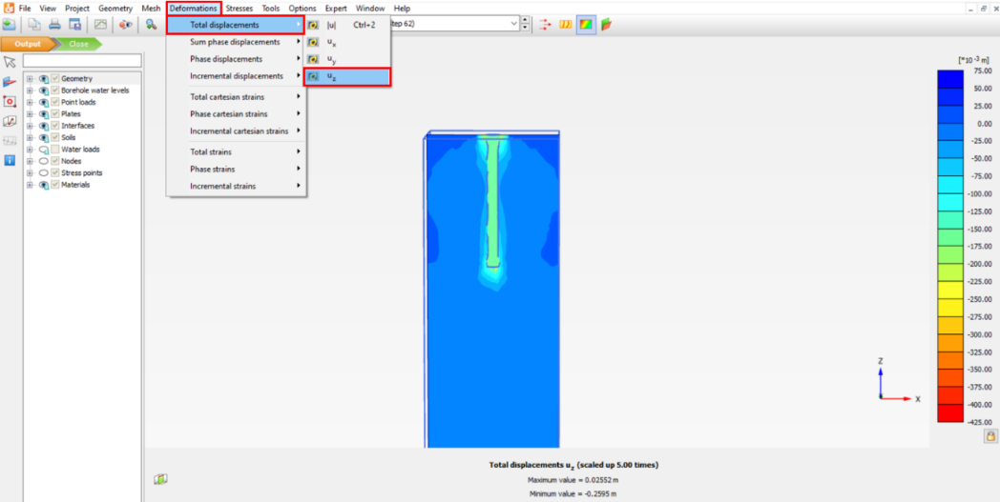 File View Project Geometry Mesh Deformations Stresses Tools Options Expert Window Help
Output Close
Total displacements
Sum phase displacements
Phase displacements
Incremental displacements
Total cartesian strains
Phase cartesian strains
Incremental cartesian strains
Total strains
Phase strains
Incremental strains
|u| Ctrl+2
ux
uy
uz
tep 62)
Geometry
Borehole water levels
Point loads
Plates
Interfaces
Soils
Water loads
Nodes
Stress points
Materials
[*10 -3 m]
75.00
50.00
25.00
0.00
-25.00
-50.00
-75.00
-100.00
-125.00
-150.00
-175.00
-200.00
-225.00
-250.00
-275.00
-300.00
-325.00
-350.00
-375.00
-400.00
-425.00
Z
X
Total displacements uz (scaled up 5.00 times)
Maximum value = 0.02552 m
Minimum value = -0.2595 m